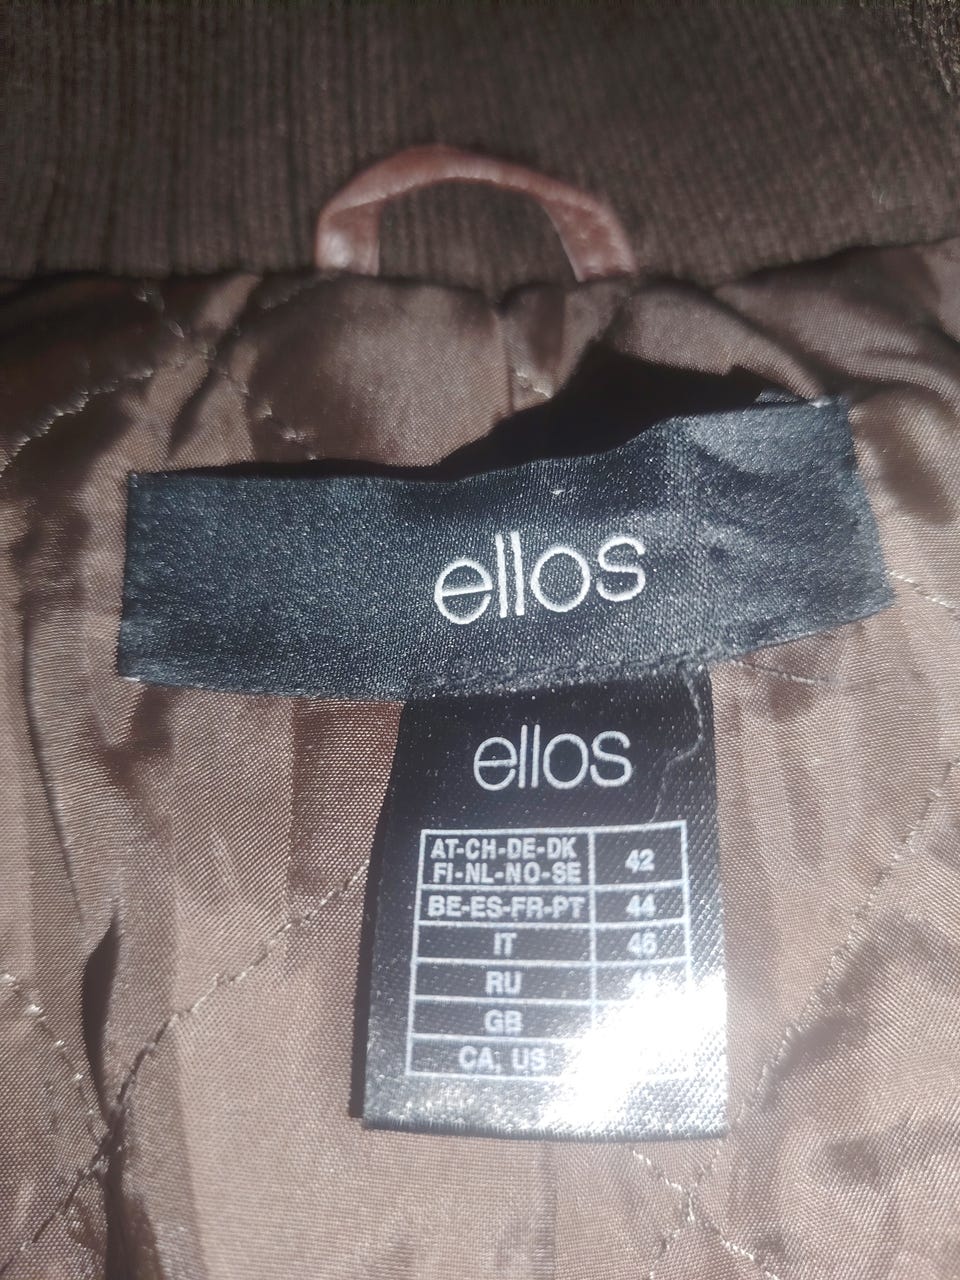 ellos
ellos
AT-CH-DE-DK
FI-NL-NO-SE 42
BE-ES-FR-PT 44
IT 46
RU
GB
CA, US